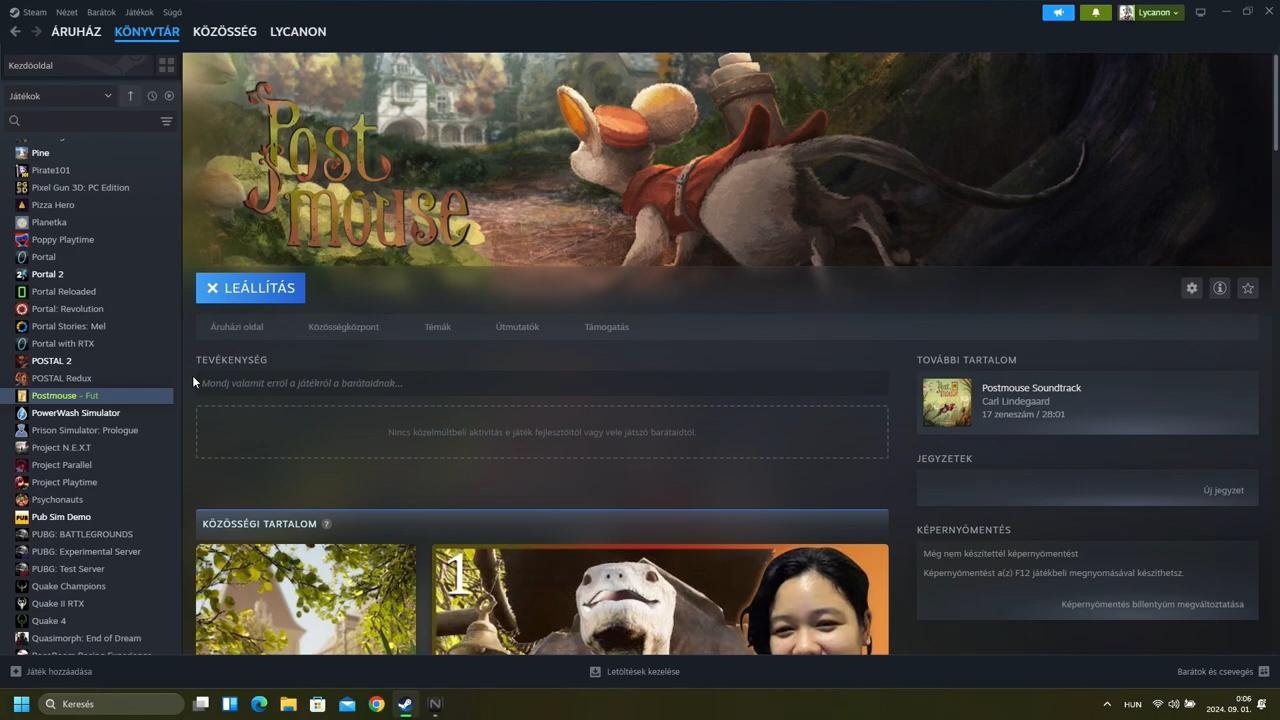 Steam Nézet Barátok Játékok Súgó
Lycanon
ÁRUHÁZ KÖNYVTÁR KÖZÖSSÉG LYCANON
Kezdőoldal
Játékok
Pine
Pirate101
Pixel Gun 3D: PC Edition
Pizza Hero
Planetka
Poppy Playtime
Portal
Portal 2
Portal Reloaded
Portal: Revolution
Portal Stories: Mel
Portal with RTX
POSTAL 2
POSTAL Redux
Postmouse – Fut
PowerWash Simulator
Prison Simulator: Prologue
Project N.E.X.T
Project Parallel
Project Playtime
Psychonauts
Pub Sim Demo
PUBG: BATTLEGROUNDS
PUBG: Experimental Server
PUBG: Test Server
Quake Champions
Quake II RTX
Quake 4
Quasimorph: End of Dream
Post
mouse
LEÁLLÍTÁS
Áruházi oldal Közösségközpont Témák Útmutatók Támogatás
TEVÉKENYSÉG
Mondj valamit erről a játékról a barátaidnak...
Nincs közelmúltbeli aktivitás e játék fejlesztőitől vagy vele játszó barátaidtól.
KÖZÖSSÉGI TARTALOM ?
1
TOVÁBBI TARTALOM
Postmouse Soundtrack
Carl Lindegaard
17 zeneszám / 28:01
JEGYZETEK
Új jegyzet
KÉPERNYŐMENTÉS
Még nem készítettél képernyőmentést
Képernyőmentést a(z) F12 játékbeli megnyomásával készíthetsz.
Képernyőmentés billentyűm megváltoztatása
Játék hozzáadása
Letöltések kezelése
Barátok és csevegés
Keresés
HUN
0:06
2024. 09. 01.